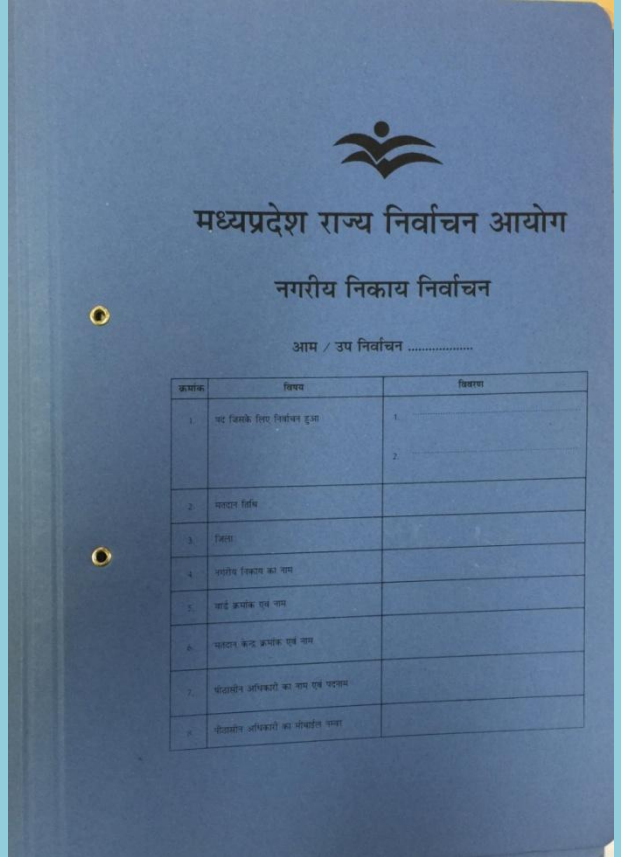 मध्यप्रदेश राज्य निर्वाचन आयोग
नगरीय निकाय निर्वाचन
आम / उप निर्वाचन ...................
क्रमांक विषय विवरण
1. पद जिसके लिए निर्वाचन हुआ 1. ....................
2. ....................
2. मतदान तिथि
3. जिला
4. नगरीय निकाय का नाम
5. वार्ड क्रमांक एवं नाम
6. मतदान केन्द्र क्रमांक एवं नाम
7. पीठासीन अधिकारी का नाम एवं पदनाम
8. पीठासीन अधिकारी का मोबाईल नम्बर